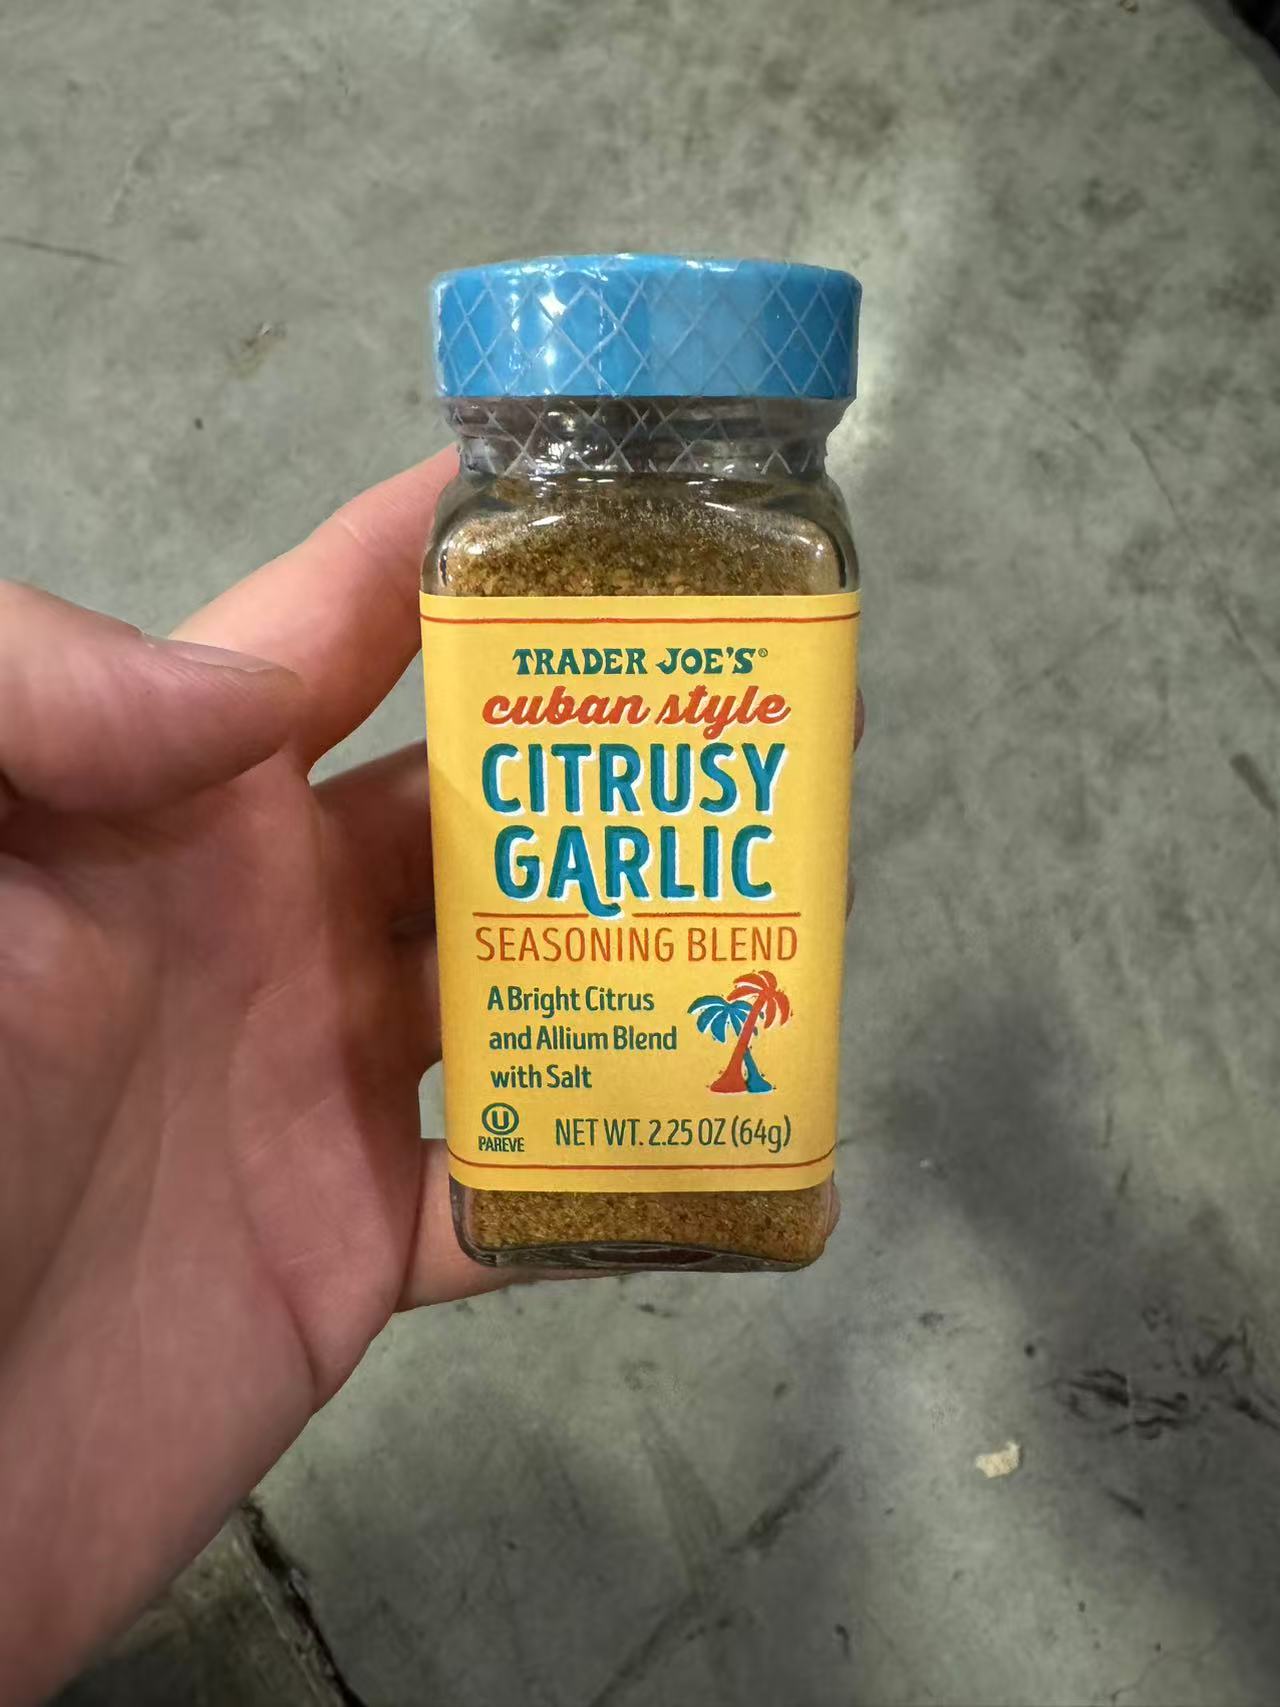 TRADER JOE'S®
cuban style
CITRUSY
GARLIC
SEASONING BLEND
A Bright Citrus
and Allium Blend
with Salt
U
PAREVE
NET WT. 2.25 OZ (64g)